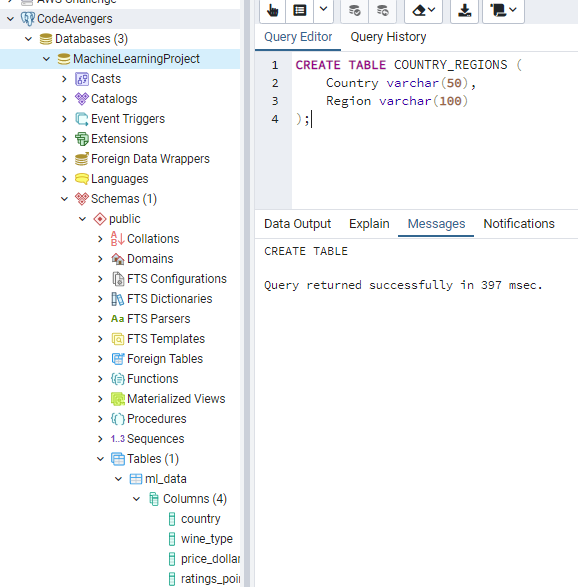 AWS Challenge
CodeAvengers
Databases (3)
MachineLearningProject
Casts
Catalogs
Event Triggers
Extensions
Foreign Data Wrappers
Languages
Schemas (1)
public
Collations
Domains
FTS Configurations
FTS Dictionaries
Aa FTS Parsers
FTS Templates
Foreign Tables
Functions
Materialized Views
Procedures
1..3 Sequences
Tables (1)
ml_data
Columns (4)
country
wine_type
price_dollar
ratings_poi
Query Editor Query History
1 CREATE TABLE COUNTRY_REGIONS (
2 Country varchar(50),
3 Region varchar(100)
4 );
Data Output Explain Messages Notifications
CREATE TABLE
Query returned successfully in 397 msec.